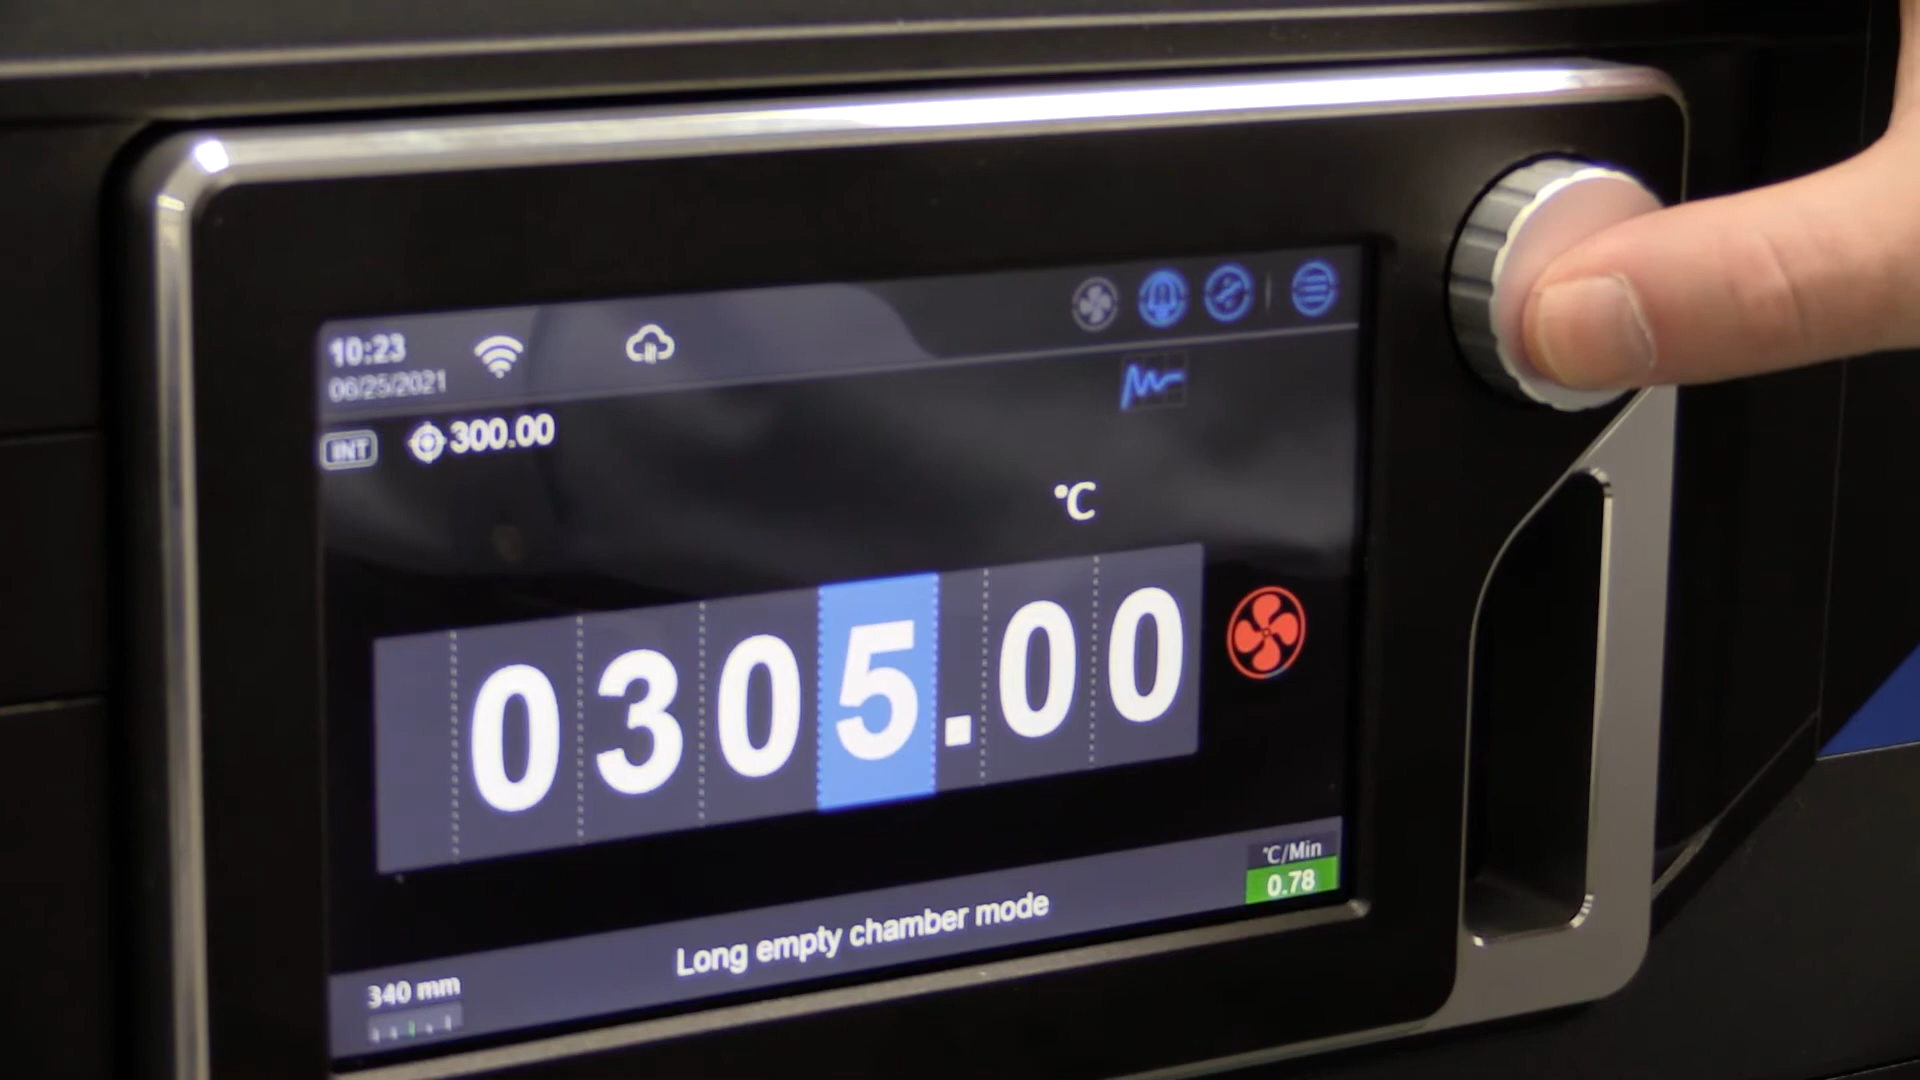 10:23
06/25/2021
INT 300.00
°C
0305.00
°C/Min
0.78
Long empty chamber mode
340 mm